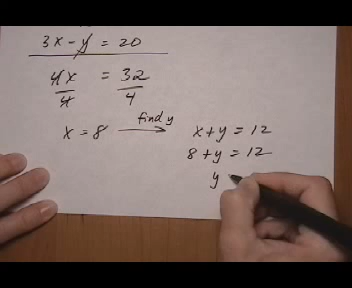 3x - y = 20
4x/4 = 32/4
x = 8 find y
x + y = 12
8 + y = 12
y